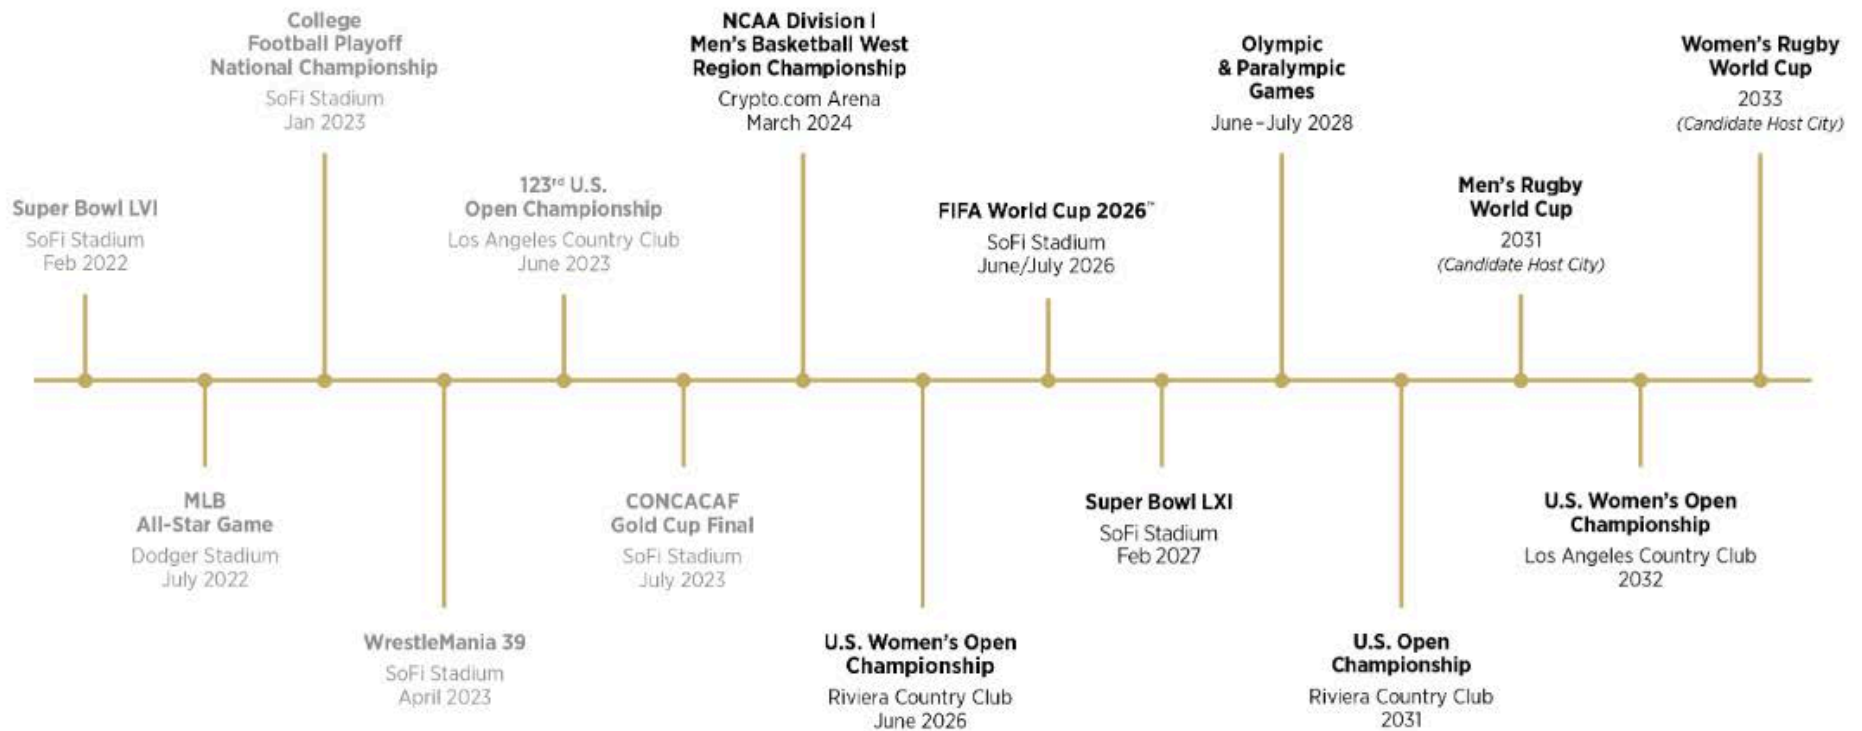 Super Bowl LVI
SoFi Stadium
Feb 2022
MLB
All-Star Game
Dodger Stadium
July 2022
College
Football Playoff
National Championship
SoFi Stadium
Jan 2023
WrestleMania 39
SoFi Stadium
April 2023
123rd U.S.
Open Championship
Los Angeles Country Club
June 2023
CONCACAF
Gold Cup Final
SoFi Stadium
July 2023
NCAA Division I
Men's Basketball West
Region Championship
Crypto.com Arena
March 2024
U.S. Women's Open
Championship
Riviera Country Club
June 2026
FIFA World Cup 2026™
SoFi Stadium
June/July 2026
Super Bowl LXI
SoFi Stadium
Feb 2027
Olympic
& Paralympic
Games
June–July 2028
U.S. Open
Championship
Riviera Country Club
2031
Men's Rugby
World Cup
2031
(Candidate Host City)
U.S. Women's Open
Championship
Los Angeles Country Club
2032
Women's Rugby
World Cup
2033
(Candidate Host City)